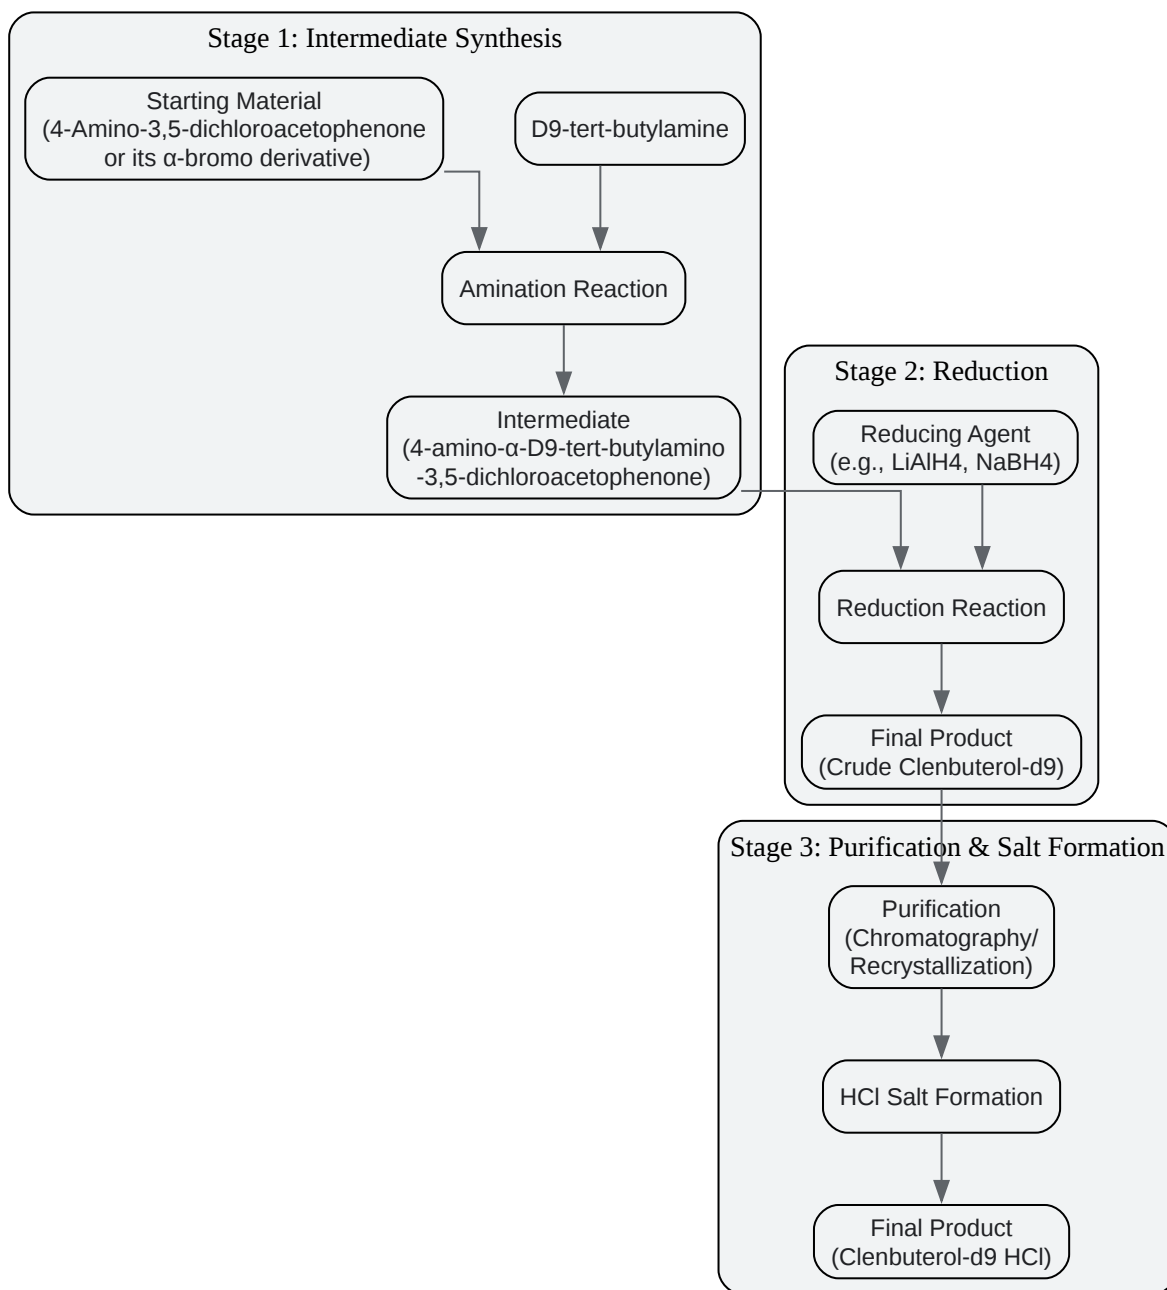 Stage 1: Intermediate Synthesis
Starting Material
(4-Amino-3,5-dichloroacetophenone
or its α-bromo derivative)
D9-tert-butylamine
Amination Reaction
Intermediate
(4-amino-α-D9-tert-butylamino
-3,5-dichloroacetophenone)
Stage 2: Reduction
Reducing Agent
(e.g., LiAlH4, NaBH4)
Reduction Reaction
Final Product
(Crude Clenbuterol-d9)
Stage 3: Purification & Salt Formation
Purification
(Chromatography/
Recrystallization)
HCl Salt Formation
Final Product
(Clenbuterol-d9 HCl)